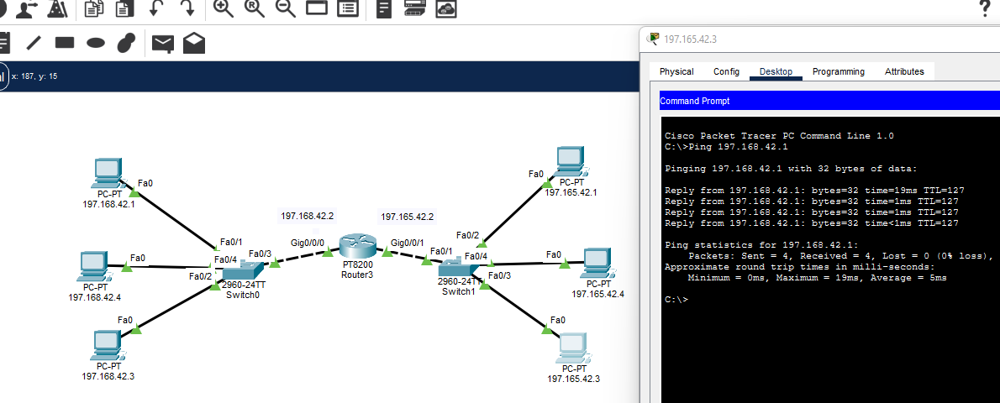 x: 187, y: 15
197.165.42.3
Physical Config Desktop Programming Attributes
Command Prompt
Cisco Packet Tracer PC Command Line 1.0
C:\>Ping 197.168.42.1
Pinging 197.168.42.1 with 32 bytes of data:
Reply from 197.168.42.1: bytes=32 time=19ms TTL=127
Reply from 197.168.42.1: bytes=32 time=1ms TTL=127
Reply from 197.168.42.1: bytes=32 time=1ms TTL=127
Reply from 197.168.42.1: bytes=32 time<1ms TTL=127
Ping statistics for 197.168.42.1:
Packets: Sent = 4, Received = 4, Lost = 0 (0% loss),
Approximate round trip times in milli-seconds:
Minimum = 0ms, Maximum = 19ms, Average = 5ms
C:\>
Fa0
PC-PT
197.168.42.1
Fa0
PC-PT
197.168.42.4
Fa0
PC-PT
197.168.42.3
Fa0/1
Fa0/4
Fa0/2
Fa0/3
2960-24TT
Switch0
197.168.42.2
Gig0/0/0
PT8200
Router3
197.165.42.2
Gig0/0/1
Fa0/1
Fa0/2
Fa0/4
Fa0/3
2960-24TT
Switch1
Fa0
PC-PT
197.165.42.1
Fa0
PC-PT
197.165.42.4
Fa0
PC-PT
197.165.42.3